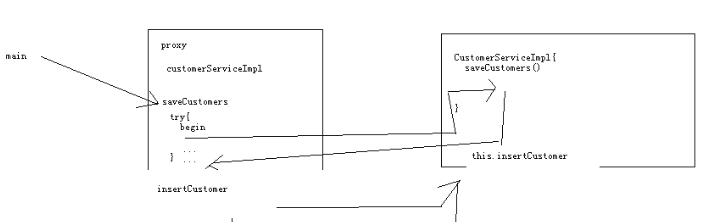 main
proxy
customerServiceImpl
saveCustomers
try{
begin
...
} ...
insertCustomer
CustomerServiceImpl{
saveCustomers()
}
this.insertCustomer